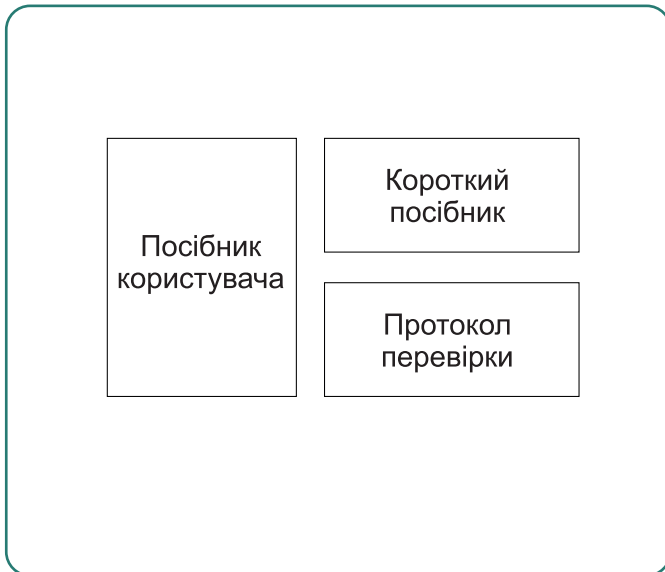 Посібник
користувача
Короткий
посібник
Протокол
перевірки